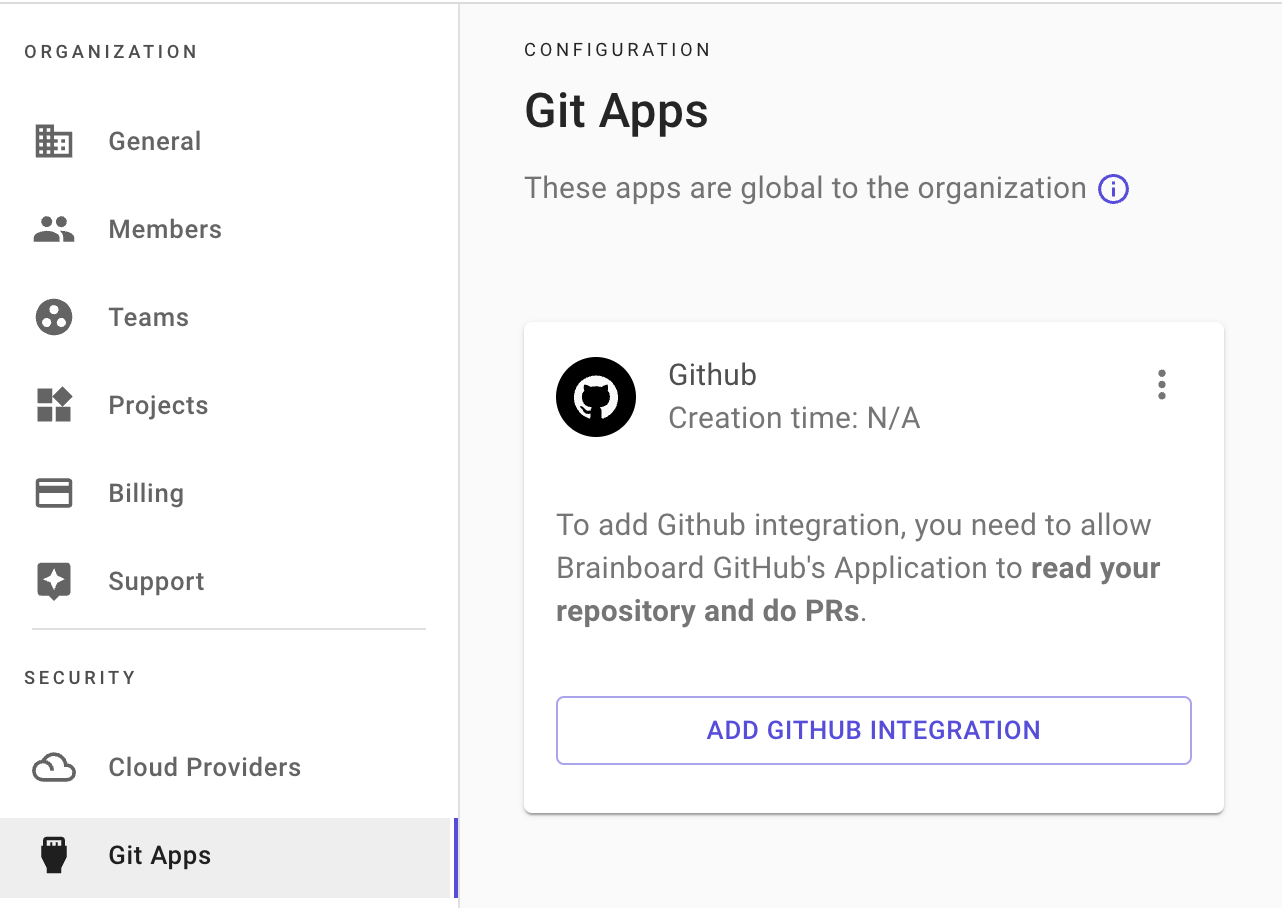 ORGANIZATION
General
Members
Teams
Projects
Billing
Support
SECURITY
Cloud Providers
Git Apps
CONFIGURATION
Git Apps
These apps are global to the organization
Github
Creation time: N/A
To add Github integration, you need to allow
Brainboard GitHub's Application to read your
repository and do PRs.
ADD GITHUB INTEGRATION